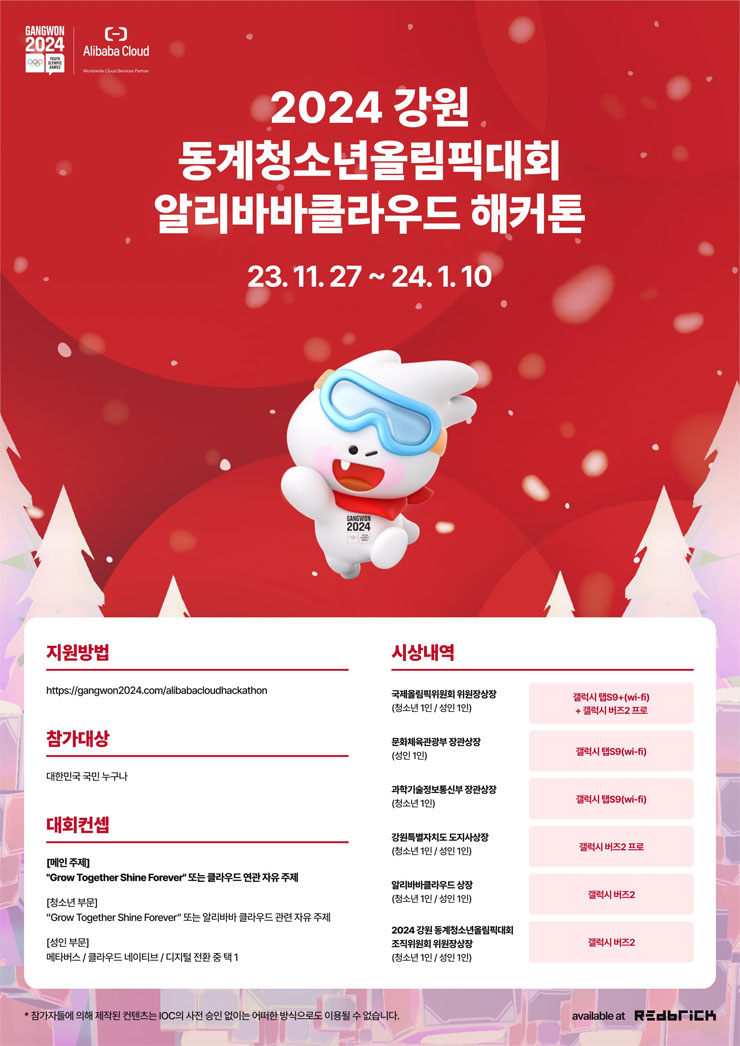 GANGWON
2024
YOUTH
OLYMPIC
GAMES
Alibaba Cloud
Worldwide Cloud Services Partner
2024 강원
동계청소년올림픽대회
알리바바클라우드 해커톤
23. 11. 27 ~ 24. 1. 10
GANGWON
2024
지원방법
https://gangwon2024.com/alibabacloudhackathon
참가대상
대한민국 국민 누구나
대회컨셉
[메인 주제]
"Grow Together Shine Forever" 또는 클라우드 연관 자유 주제
[청소년 부문]
"Grow Together Shine Forever" 또는 알리바바 클라우드 관련 자유 주제
[성인 부문]
메타버스 / 클라우드 네이티브 / 디지털 전환 중 택 1
시상내역
국제올림픽위원회 위원장상장
(청소년 1인 / 성인 1인)
갤럭시 탭S9+(wi-fi)
+ 갤럭시 버즈2 프로
문화체육관광부 장관상장
(성인 1인)
갤럭시 탭S9(wi-fi)
과학기술정보통신부 장관상장
(청소년 1인)
갤럭시 탭S9(wi-fi)
강원특별자치도 도지사상장
(청소년 1인 / 성인 1인)
갤럭시 버즈2 프로
알리바바클라우드 상장
(청소년 1인 / 성인 1인)
갤럭시 버즈2
2024 강원 동계청소년올림픽대회
조직위원회 위원장상장
(청소년 1인 / 성인 1인)
갤럭시 버즈2
* 참가자들에 의해 제작된 컨텐츠는 IOC의 사전 승인 없이는 어떠한 방식으로도 이용될 수 없습니다.
available at REDBRICK